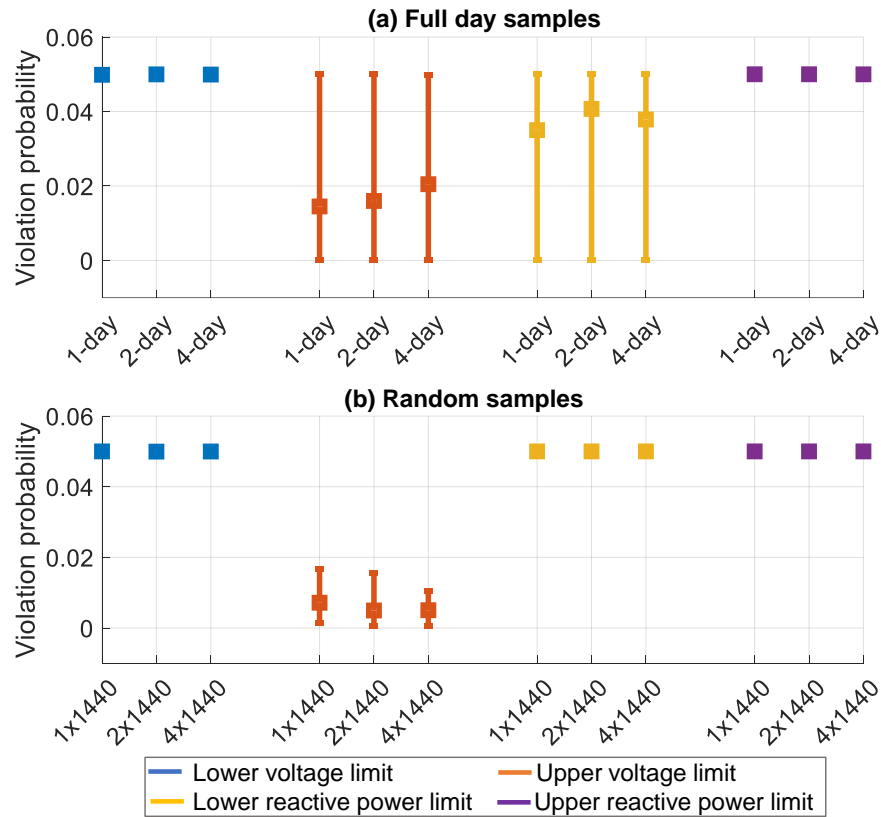 (a) Full day samples
0.06
0.04
0.02
0
Violation probability
1-day 2-day 4-day 1-day 2-day 4-day 1-day 2-day 4-day 1-day 2-day 4-day
(b) Random samples
0.06
0.04
0.02
0
Violation probability
1x1440 2x1440 4x1440 1x1440 2x1440 4x1440 1x1440 2x1440 4x1440 1x1440 2x1440 4x1440
Lower voltage limit Upper voltage limit
Lower reactive power limit Upper reactive power limit